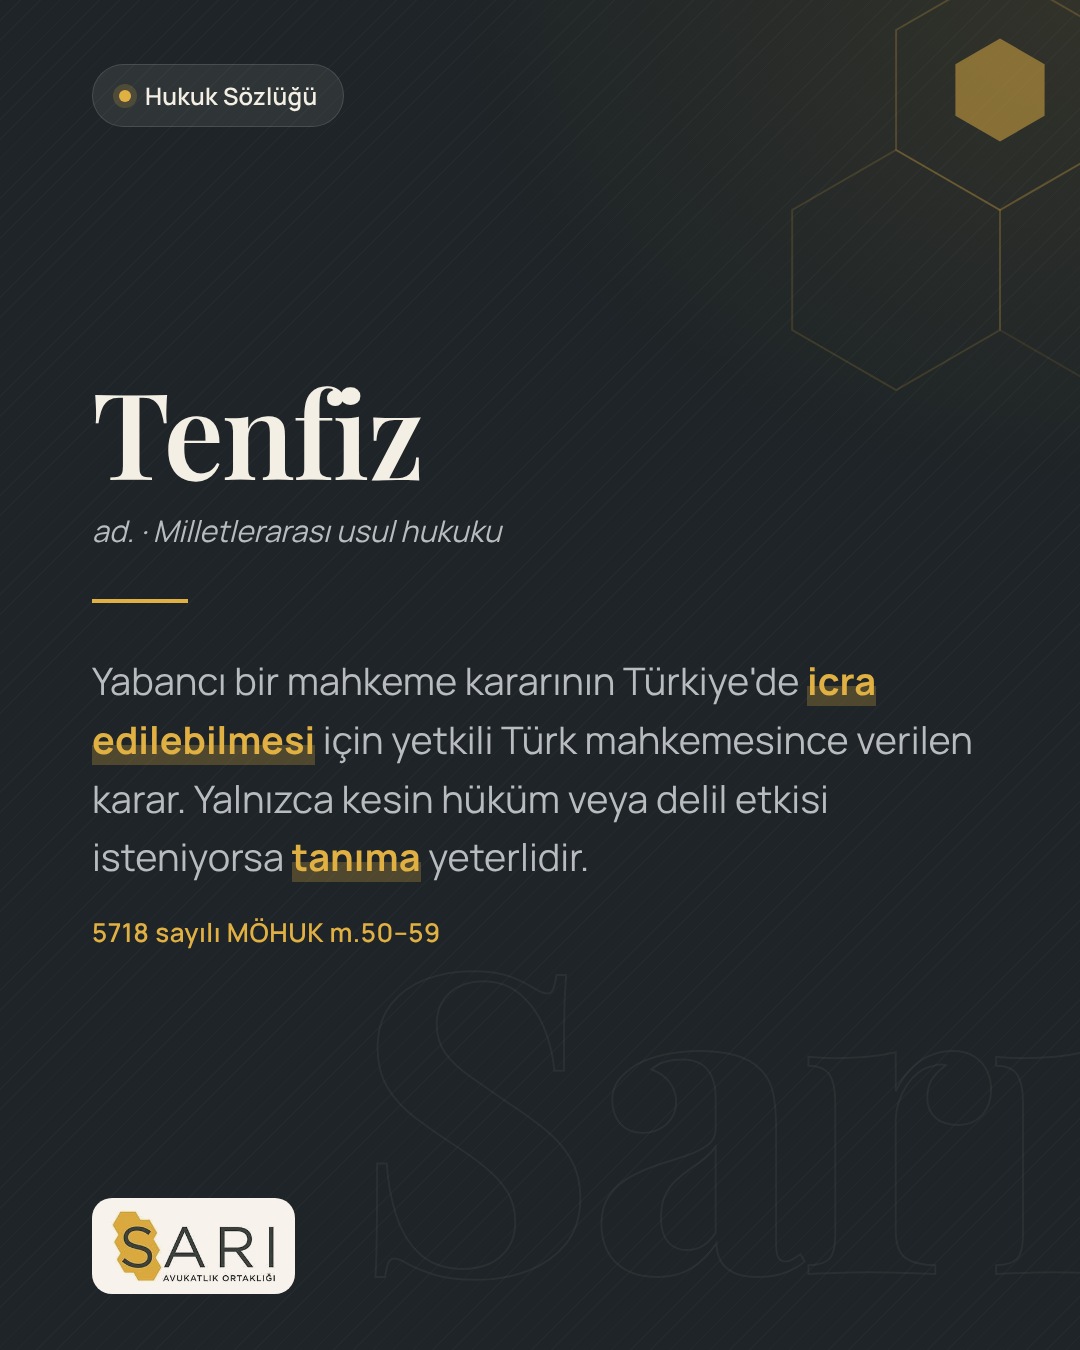 Hukuk Sözlüğü
Tenfiz
ad. · Milletlerarası usul hukuku
Yabancı bir mahkeme kararının Türkiye'de icra
edilebilmesi için yetkili Türk mahkemesince verilen
karar. Yalnızca kesin hüküm veya delil etkisi
isteniyorsa tanıma yeterlidir.
5718 sayılı MÖHUK m.50–59
Sarı
SARI
AVUKATLIK ORTAKLIĞI